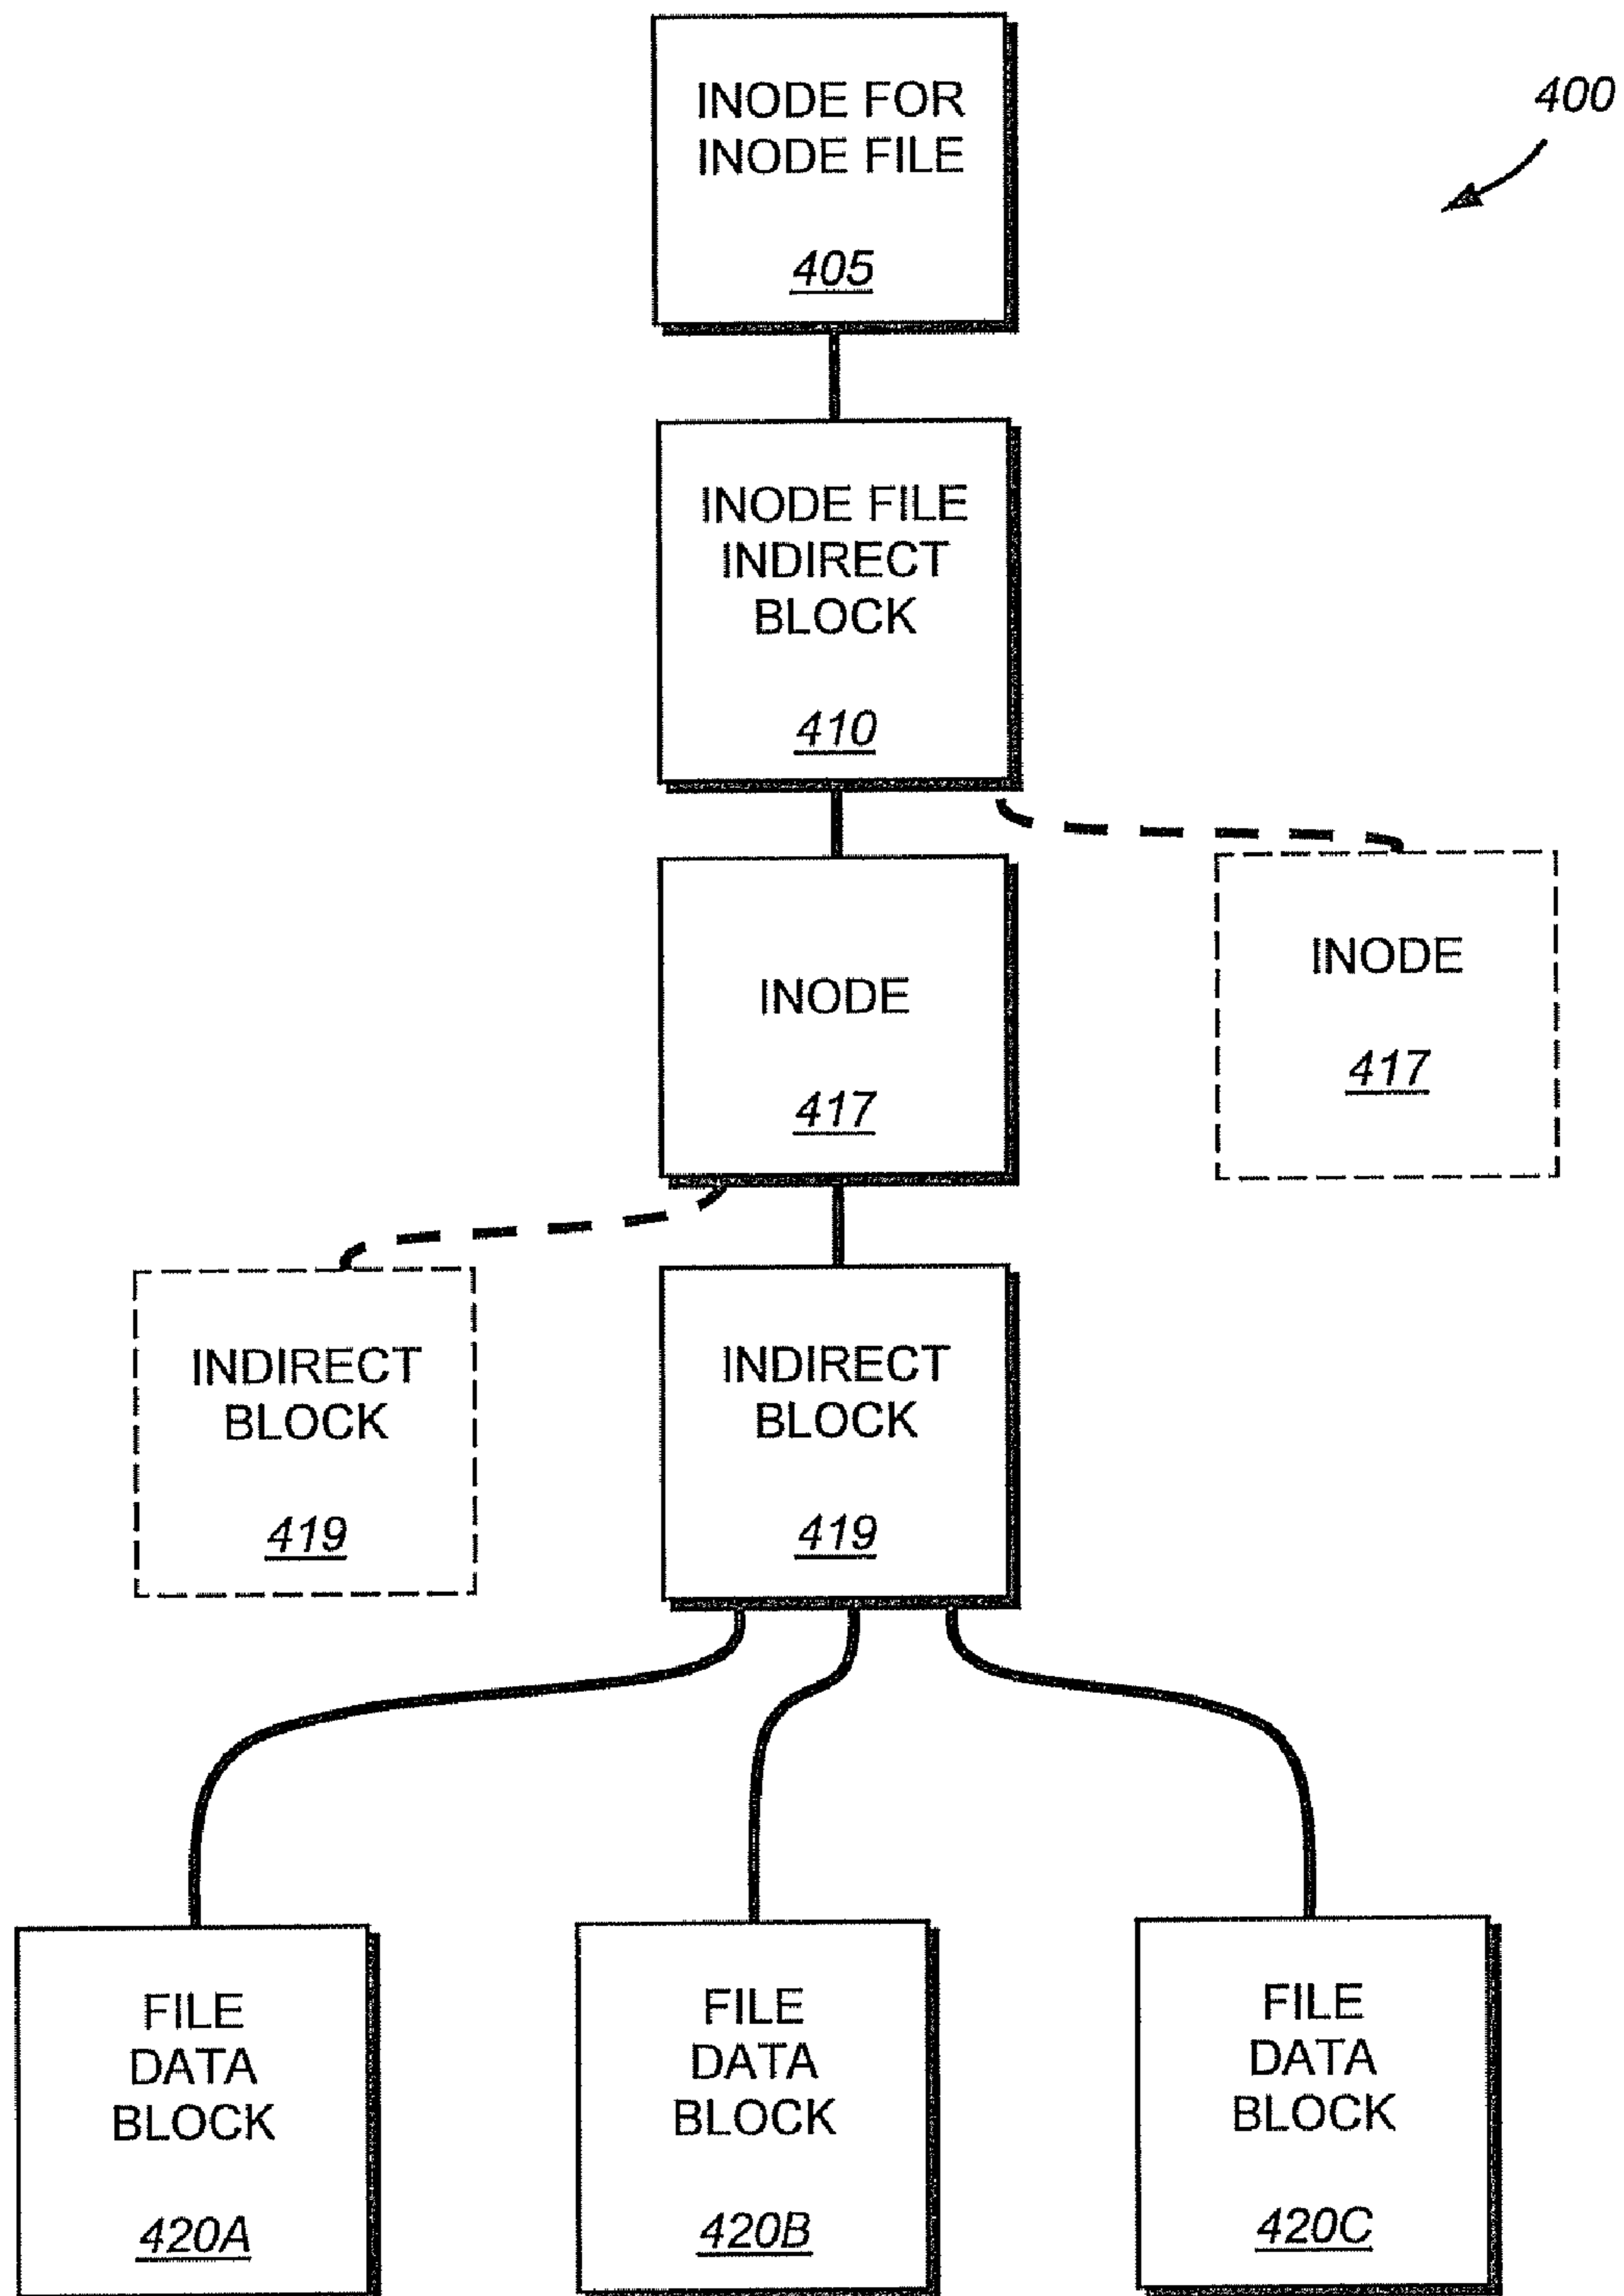 INODE FOR
INODE FILE
405
400
INODE FILE
INDIRECT
BLOCK
410
INODE
417
INODE
417
INDIRECT
BLOCK
419
INDIRECT
BLOCK
419
FILE
DATA
BLOCK
420A
FILE
DATA
BLOCK
420B
FILE
DATA
BLOCK
420C